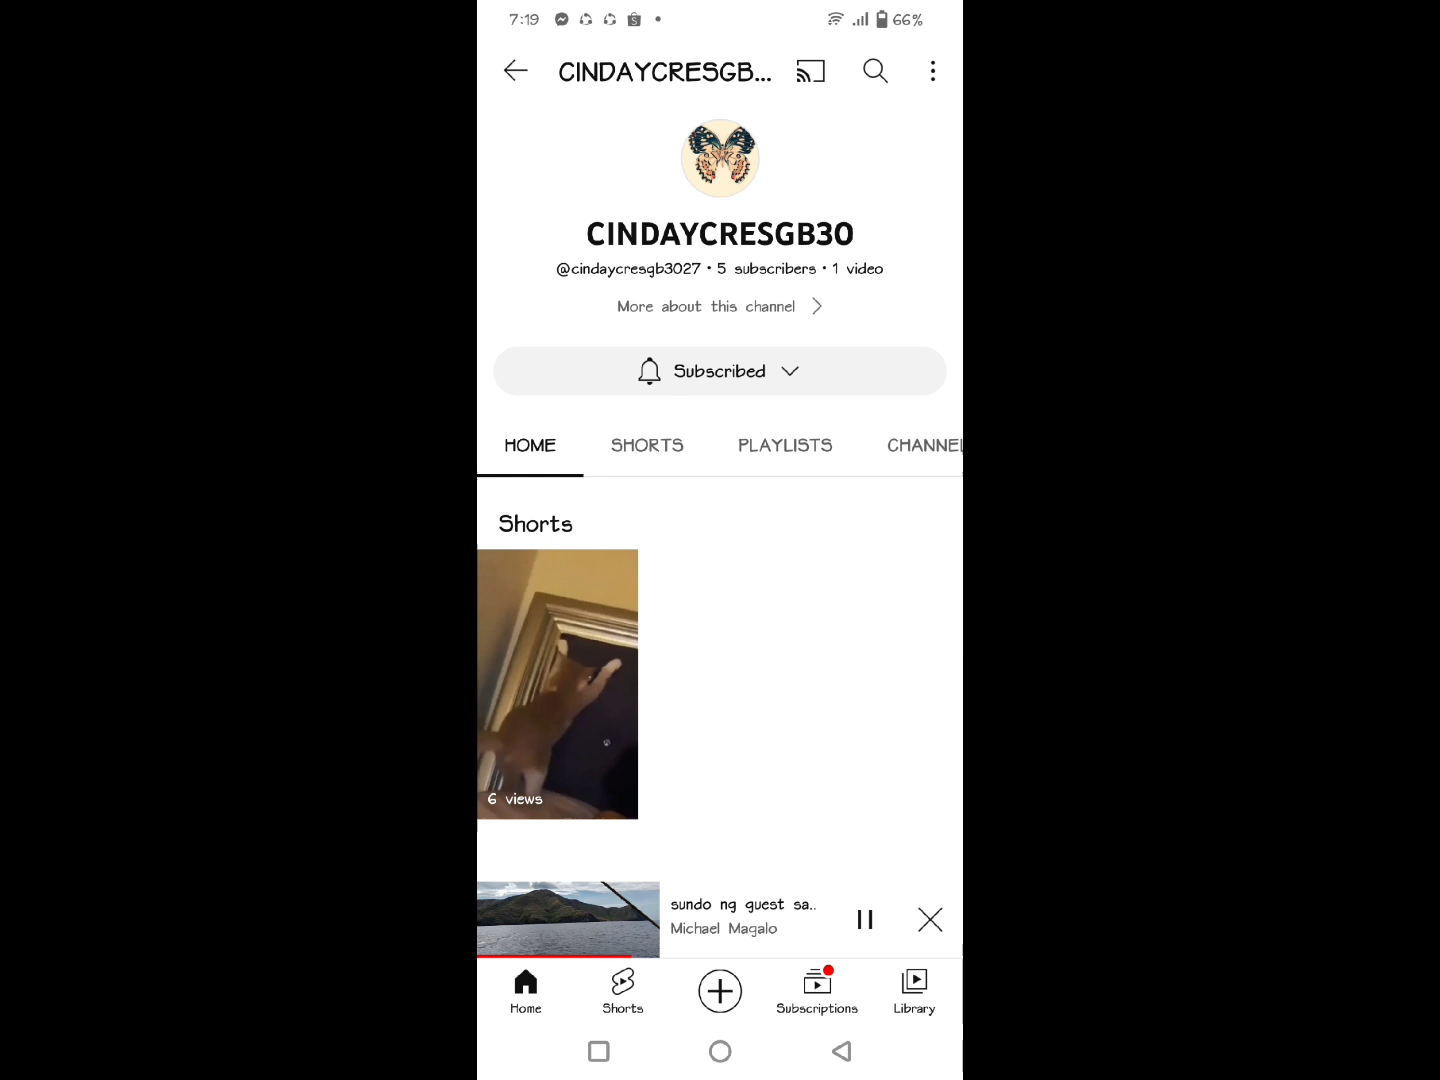 7:19 66%
CINDAYCRESGB...
CINDAYCRESGB30
@cindaycresgb3027 • 5 subscribers • 1 video
More about this channel
Subscribed
HOME SHORTS PLAYLISTS CHANNEL
Shorts
6 views
sundo ng guest sa..
Michael Magalo
Home Shorts Subscriptions Library